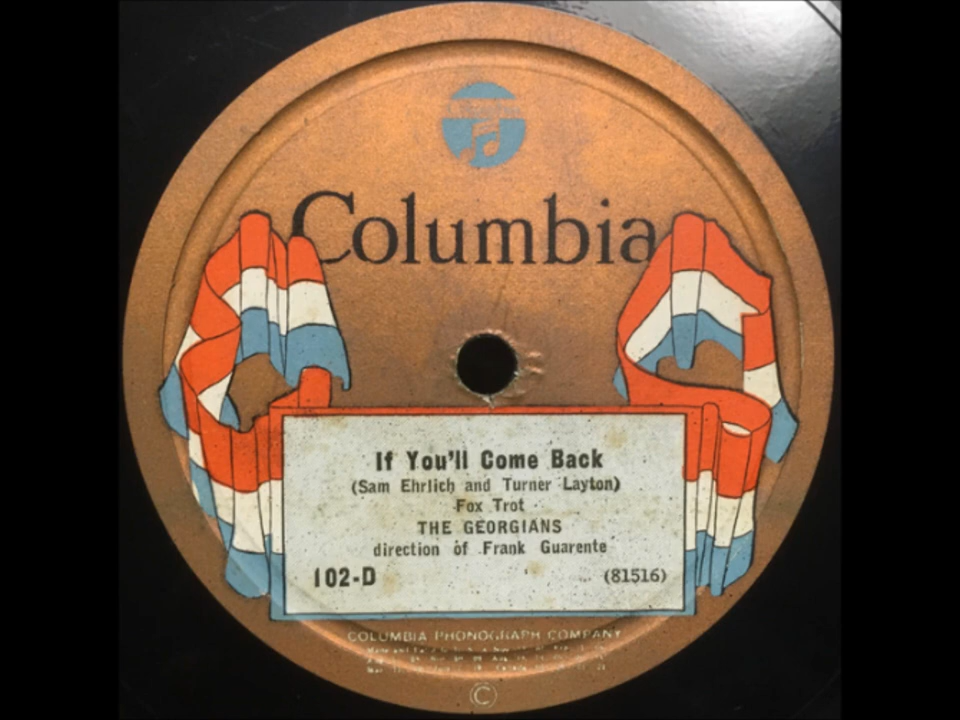 Columbia
If You'll Come Back
(Sam Ehrlich and Turner Layton)
Fox Trot
THE GEORGIANS
direction of Frank Guarente
102-D (81516)
COLUMBIA PHONOGRAPH COMPANY
©